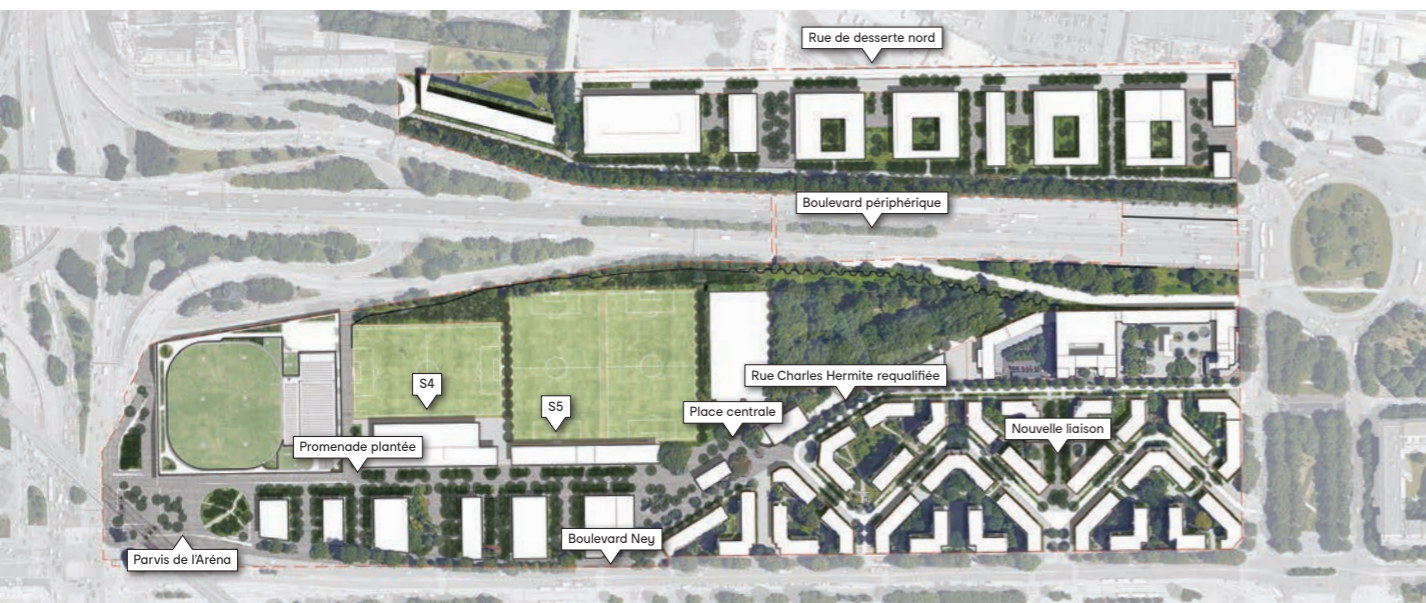 Rue de desserte nord
Boulevard périphérique
Rue Charles Hermite requalifiée
S4
S5
Place centrale
Nouvelle liaison
Promenade plantée
Boulevard Ney
Parvis de l'Aréna